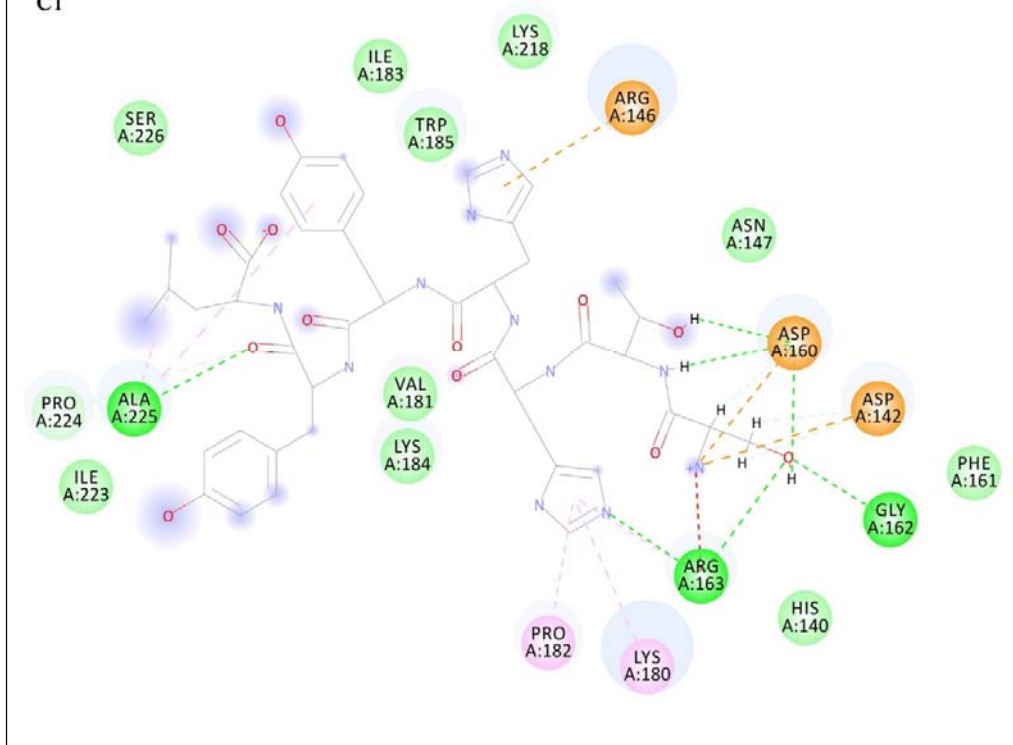 C1
LYS
A:218
ILE
A:183
ARG
A:146
SER
A:226
TRP
A:185
O
N
N
ASN
A:147
O
O-
O
H
ASP
A:160
N
N
O
O
N
N
H
O
O
N
O
N
H
H
ASP
A:142
PRO
A:224
ALA
A:225
VAL
A:181
LYS
A:184
O
+N
H
O
H
PHE
A:161
ILE
A:223
O
N
N
GLY
A:162
ARG
A:163
HIS
A:140
PRO
A:182
LYS
A:180